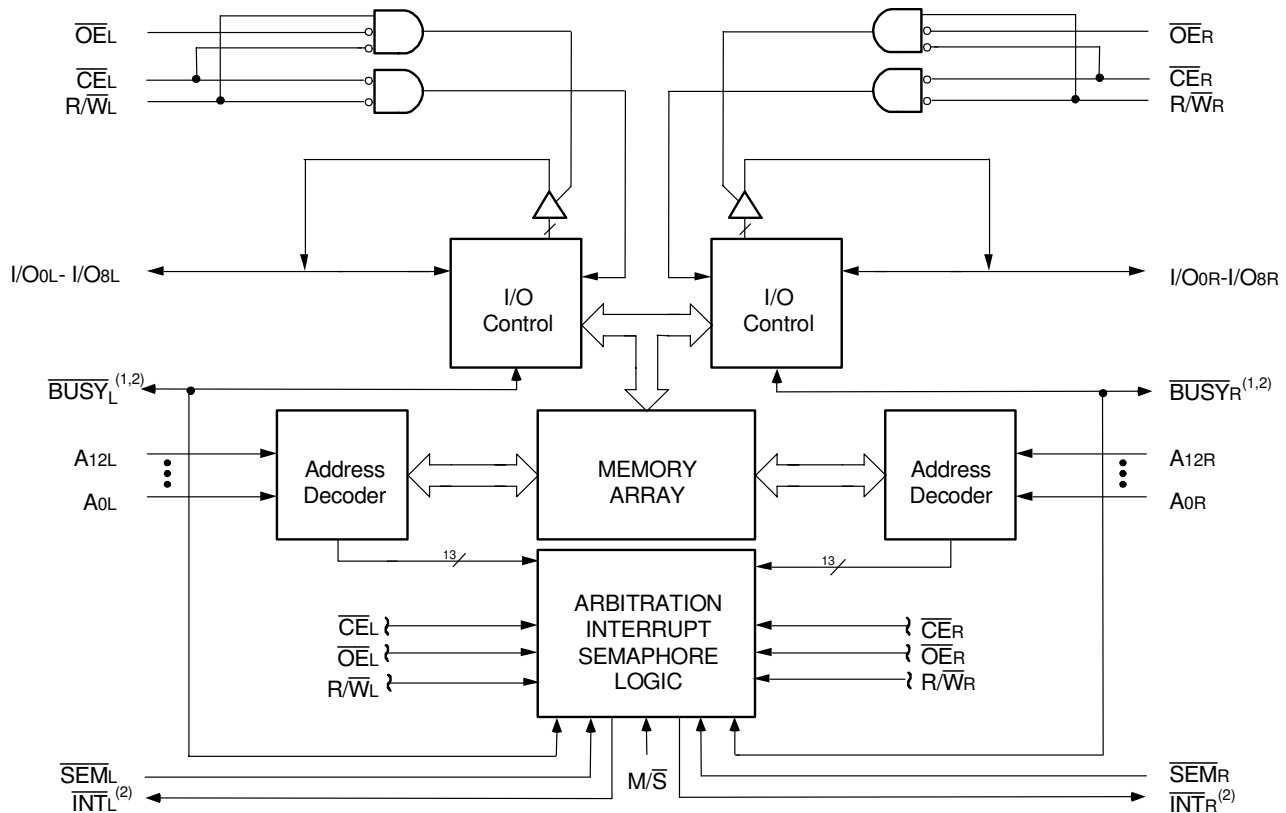 OEL
OER
CEL
CER
R/WL
R/WR
I/O0L- I/O8L
I/O
Control
I/O
Control
I/O0R-I/O8R
BUSYL(1,2)
BUSYR(1,2)
A12L
A0L
Address
Decoder
MEMORY
ARRAY
Address
Decoder
A12R
A0R
13
13
ARBITRATION
INTERRUPT
SEMAPHORE
LOGIC
CEL
OEL
R/WL
CER
OER
R/WR
SEML
INTL(2)
M/S
SEMR
INTR(2)